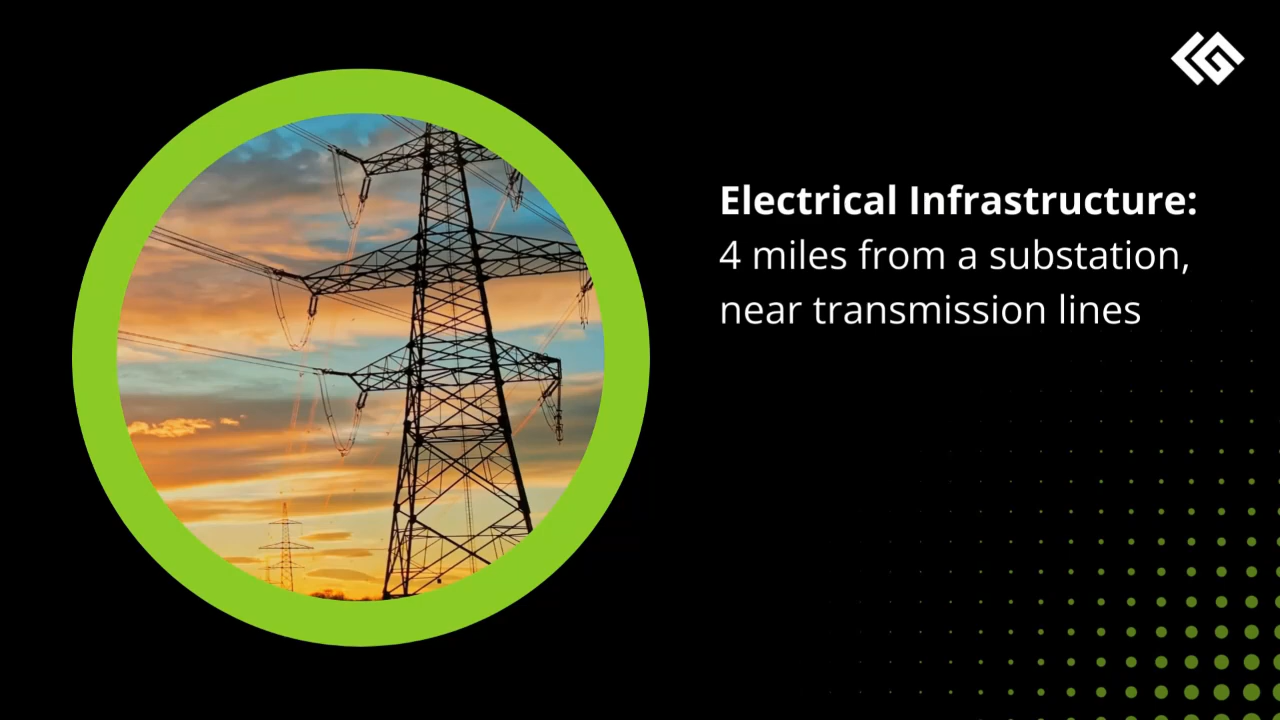 Electrical Infrastructure:
4 miles from a substation,
near transmission lines